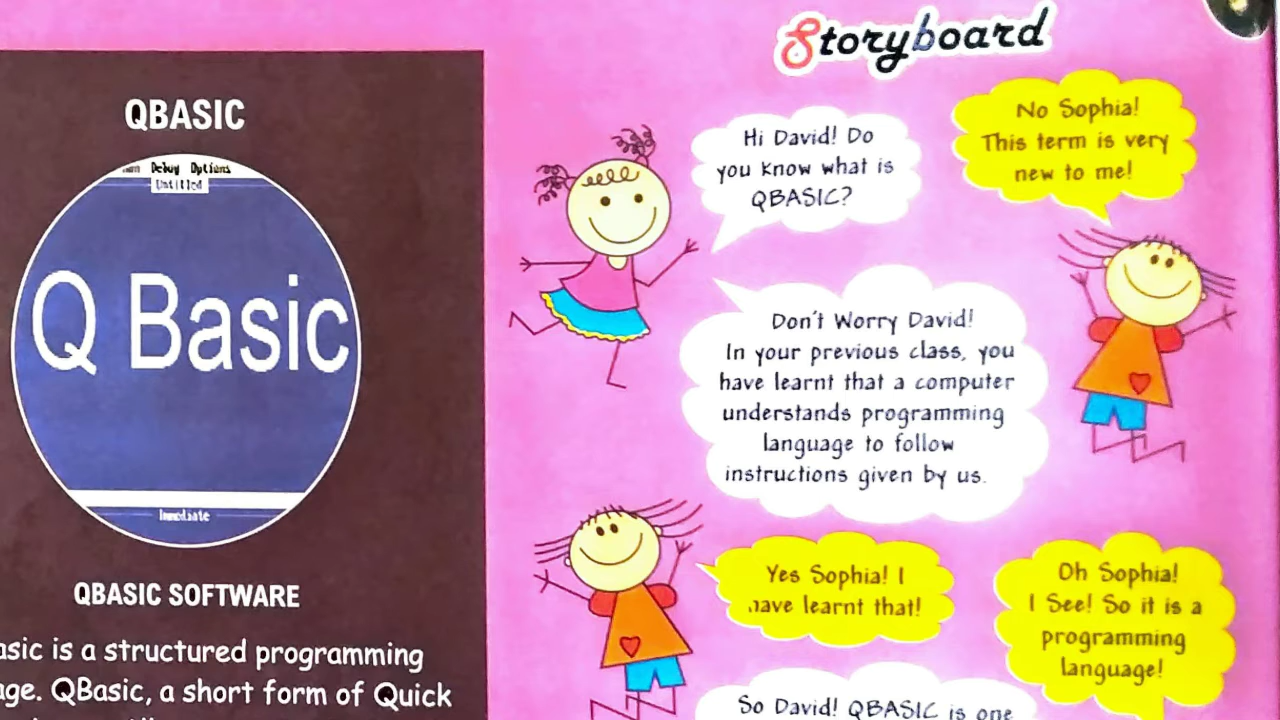 QBASIC
Debug Options
Untitled
Q Basic
Immediate
QBASIC SOFTWARE
is a structured programming
QBasic, a short form of Quick
Storyboard
Hi David! Do
you know what is
QBASIC?
No Sophia!
This term is very
new to me!
Don't Worry David!
In your previous class, you
have learnt that a computer
understands programming
language to follow
instructions given by us.
Yes Sophia! I
have learnt that!
Oh Sophia!
I See! So it is a
programming
language!
So David! QBASIC is one